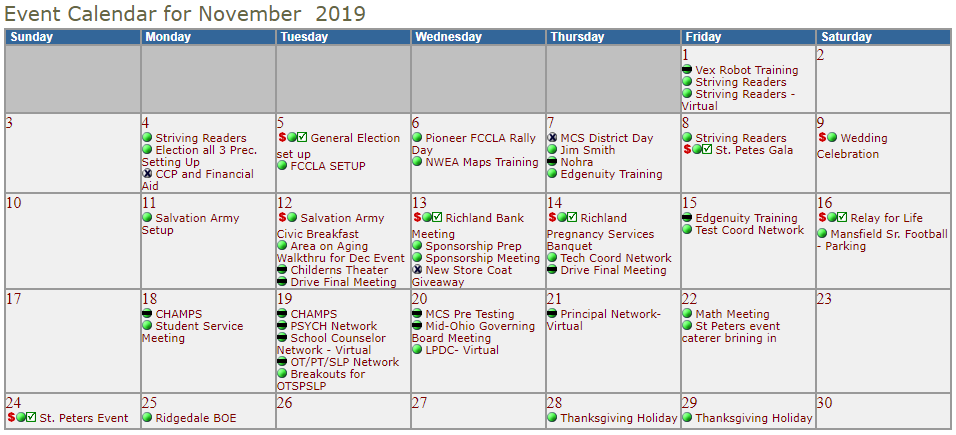 Event Calendar for November 2019
Sunday Monday Tuesday Wednesday Thursday Friday Saturday
1
Vex Robot Training
Striving Readers
Striving Readers -
Virtual
2
3
4
Striving Readers
Election all 3 Prec.
Setting Up
CCP and Financial
Aid
5
General Election
set up
FCCLA SETUP
6
Pioneer FCCLA Rally
Day
NWEA Maps Training
7
MCS District Day
Jim Smith
Nohra
Edgenuity Training
8
Striving Readers
St. Petes Gala
9
Wedding
Celebration
10
11
Salvation Army
Setup
12
Salvation Army
Civic Breakfast
Area on Aging
Walkthru for Dec Event
Childerns Theater
Drive Final Meeting
13
Richland Bank
Meeting
Sponsorship Prep
Sponsorship Meeting
New Store Coat
Giveaway
14
Richland
Pregnancy Services
Banquet
Tech Coord Network
Drive Final Meeting
15
Edgenuity Training
Test Coord Network
16
Relay for Life
Mansfield Sr. Football
- Parking
17
18
CHAMPS
Student Service
Meeting
19
CHAMPS
PSYCH Network
School Counselor
Network - Virtual
OT/PT/SLP Network
Breakouts for
OTSPSLP
20
MCS Pre Testing
Mid-Ohio Governing
Board Meeting
LPDC- Virtual
21
Principal Network-
Virtual
22
Math Meeting
St Peters event
caterer brining in
23
24
St. Peters Event
25
Ridgedale BOE
26
27
28
Thanksgiving Holiday
29
Thanksgiving Holiday
30